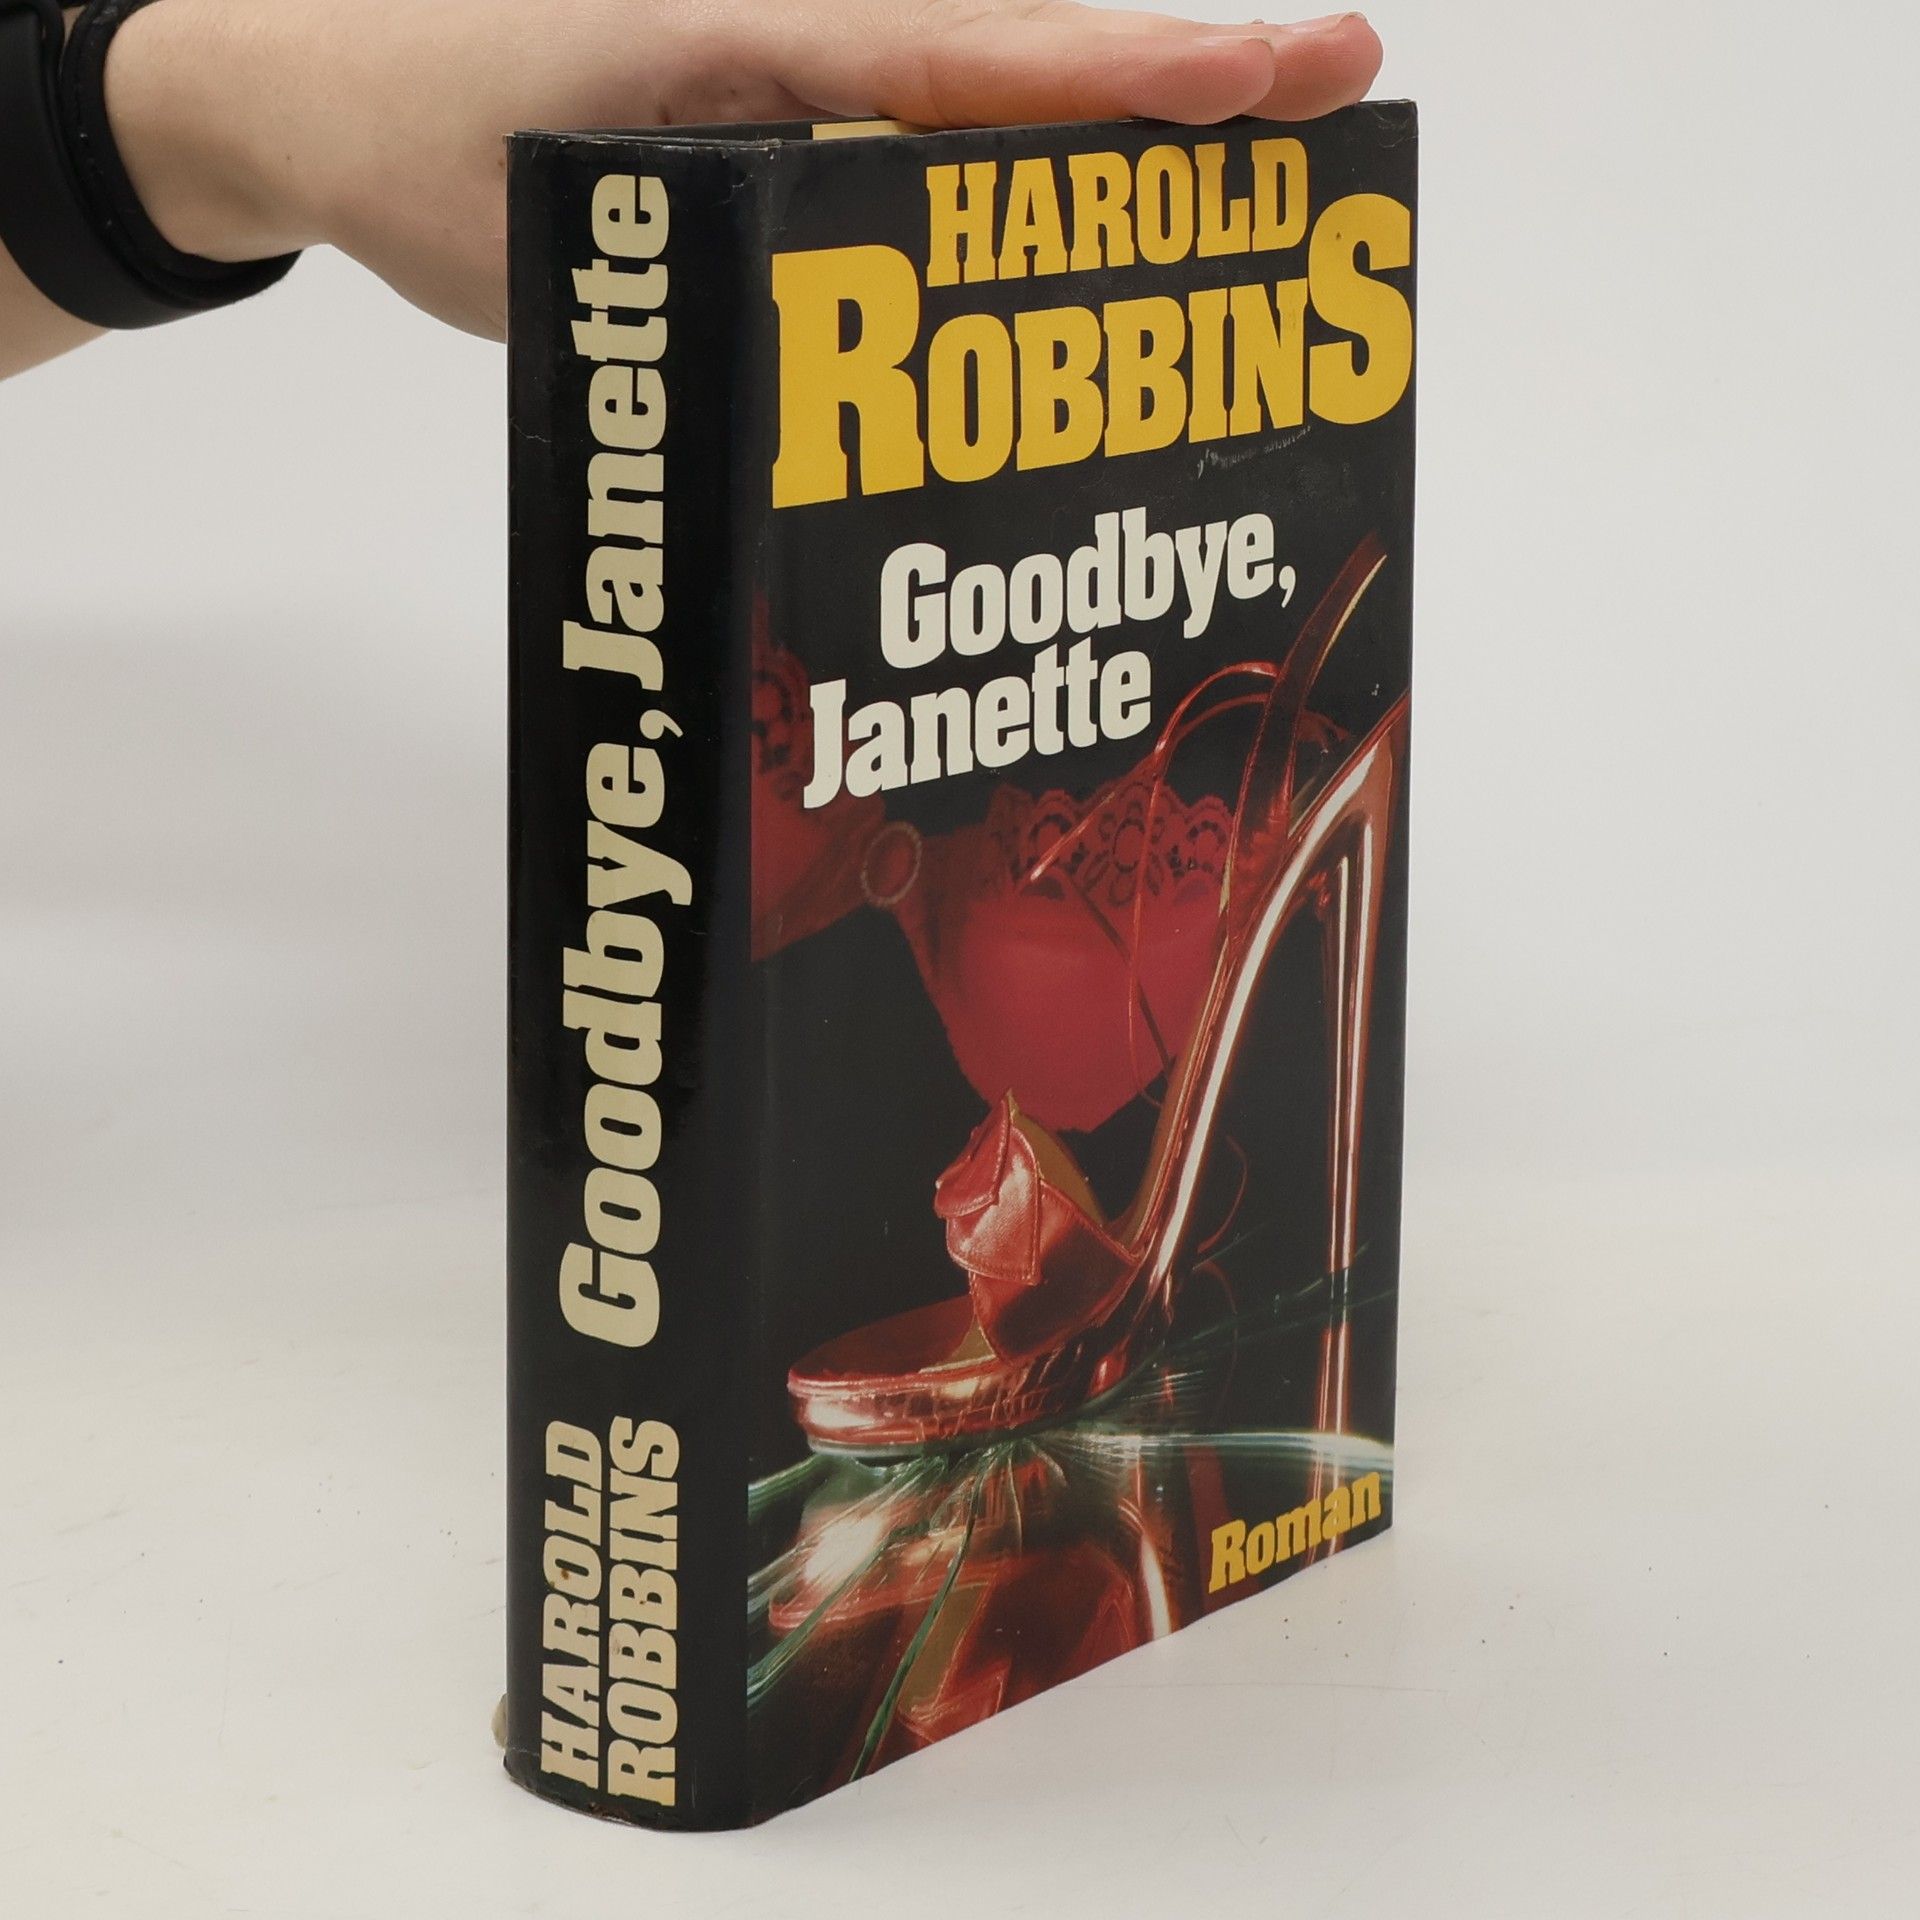 Goodbye, Janette
HAROLD
ROBBINS
HAROLD
ROBBINS
Goodbye,
Janette
Roman